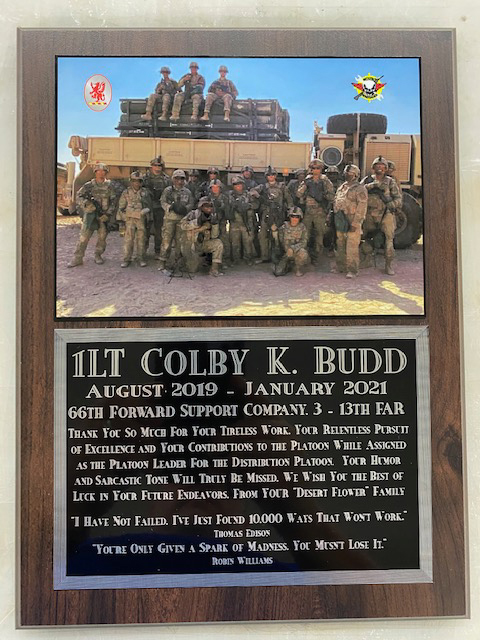 1LT COLBY K. BUDD
AUGUST 2019 - JANUARY 2021
66TH FORWARD SUPPORT COMPANY. 3 - 13TH FAR
THANK YOU SO MUCH FOR YOUR TIRELESS WORK. YOUR RELENTLESS PURSUIT
OF EXCELLENCE AND YOUR CONTRIBUTIONS TO THE PLATOON WHILE ASSIGNED
AS THE PLATOON LEADER FOR THE DISTRIBUTION PLATOON. YOUR HUMOR
AND SARCASTIC TONE WILL TRULY BE MISSED. WE WISH YOU THE BEST OF
LUCK IN YOUR FUTURE ENDEAVORS. FROM YOUR "DESERT FLOWER" FAMILY
"I HAVE NOT FAILED. I'VE JUST FOUND 10,000 WAYS THAT WON'T WORK."
THOMAS EDISON
"YOU'RE ONLY GIVEN A SPARK OF MADNESS. YOU MUSN'T LOSE IT."
ROBIN WILLIAMS